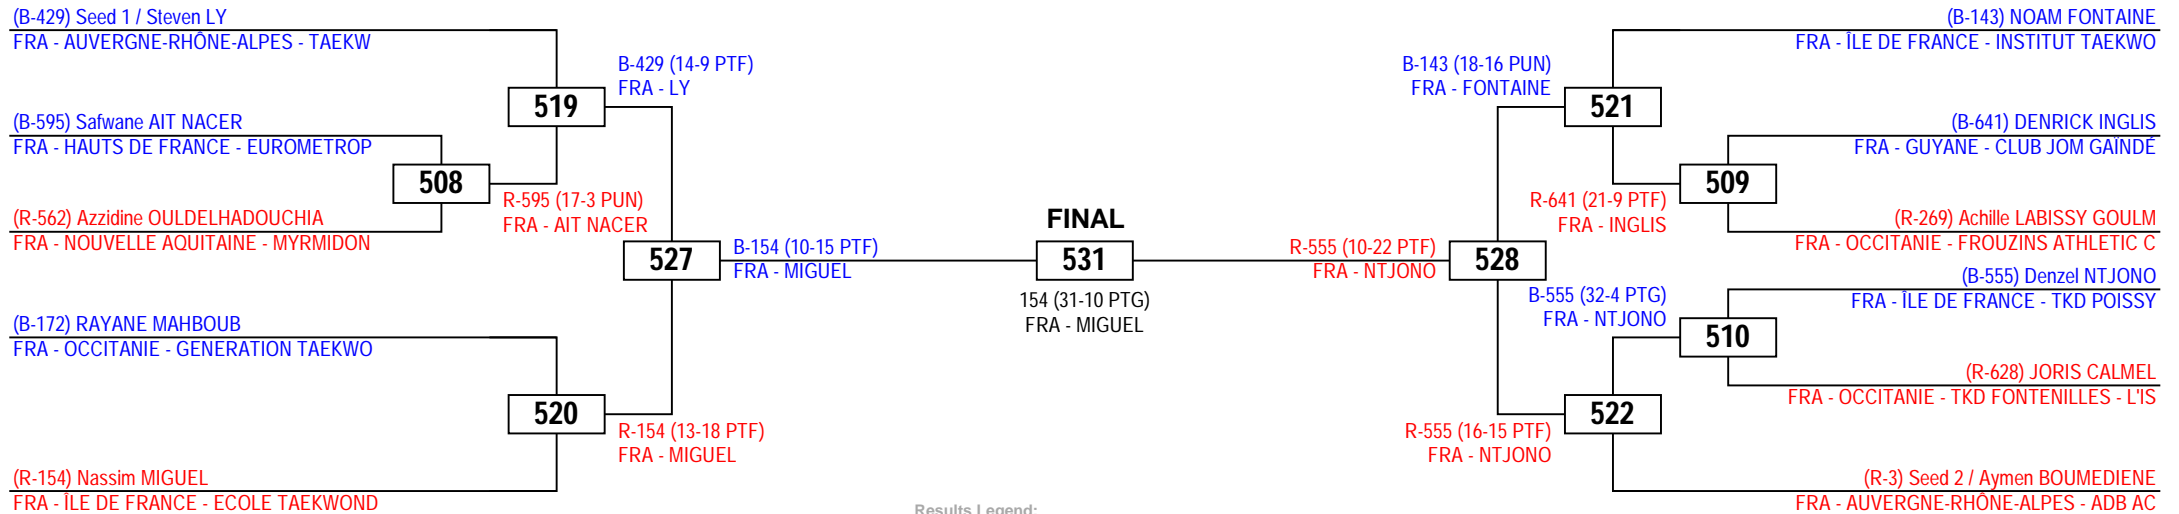 (B-429) Seed 1 / Steven LY
FRA - AUVERGNE-RHÔNE-ALPES - TAEKW
B-429 (14-9 PTF)
FRA - LY
519
(B-595) Safwane AIT NACER
FRA - HAUTS DE FRANCE - EUROMETROP
508
R-595 (17-3 PUN)
FRA - AIT NACER
(R-562) Azzidine OULDELHADOUCHIA
FRA - NOUVELLE AQUITAINE - MYRMIDON
527
B-154 (10-15 PTF)
FRA - MIGUEL
(B-172) RAYANE MAHBOUB
FRA - OCCITANIE - GENERATION TAEKWO
520
R-154 (13-18 PTF)
FRA - MIGUEL
(R-154) Nassim MIGUEL
FRA - ÎLE DE FRANCE - ECOLE TAEKWOND
FINAL
531
154 (31-10 PTG)
FRA - MIGUEL
Results Legend:
(B-143) NOAM FONTAINE
FRA - ÎLE DE FRANCE - INSTITUT TAEKWO
B-143 (18-16 PUN)
FRA - FONTAINE
521
(B-641) DENRICK INGLIS
FRA - GUYANE - CLUB JOM GAÏNDÉ
509
R-641 (21-9 PTF)
FRA - INGLIS
(R-269) Achille LABISSY GOULM
FRA - OCCITANIE - FROUZINS ATHLETIC C
R-555 (10-22 PTF)
FRA - NTJONO
528
(B-555) Denzel NTJONO
FRA - ÎLE DE FRANCE - TKD POISSY
B-555 (32-4 PTG)
FRA - NTJONO
510
(R-628) JORIS CALMEL
FRA - OCCITANIE - TKD FONTENILLES - L'IS
522
R-555 (16-15 PTF)
FRA - NTJONO
(R-3) Seed 2 / Aymen BOUMEDIENE
FRA - AUVERGNE-RHÔNE-ALPES - ADB AC